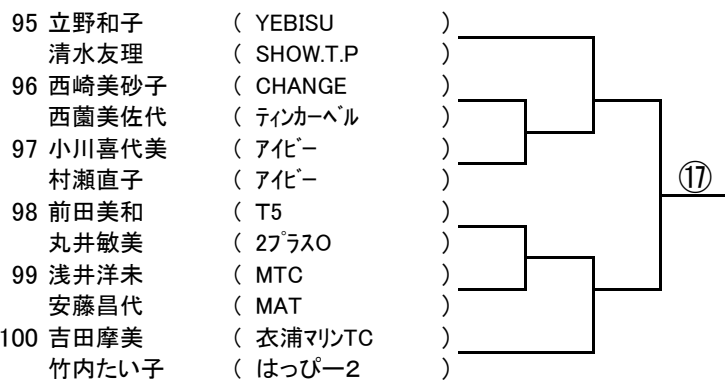 95 立野和子 ( YEBISU )
清水友理 ( SHOW.T.P )
96 西崎美砂子 ( CHANGE )
西薗美佐代 ( ティンカーベル )
97 小川喜代美 ( アイビー )
村瀬直子 ( アイビー )
⑰
98 前田美和 ( T5 )
丸井敏美 ( 2プラスO )
99 浅井洋未 ( MTC )
安藤昌代 ( MAT )
100 吉田摩美 ( 衣浦マリンTC )
竹内たい子 ( はっぴー2 )